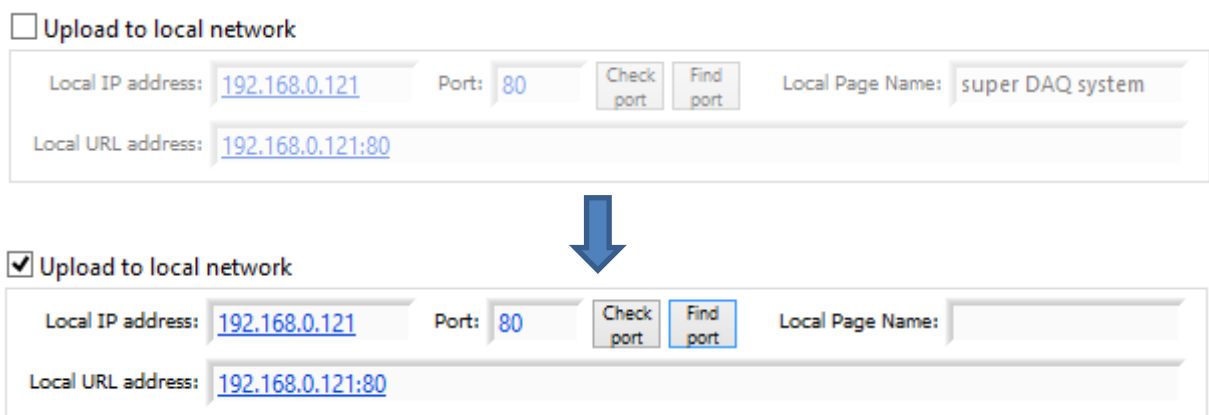 Upload to local network
Local IP address: 192.168.0.121 Port: 80 Check port Find port Local Page Name: super DAQ system
Local URL address: 192.168.0.121:80
Upload to local network
Local IP address: 192.168.0.121 Port: 80 Check port Find port Local Page Name:
Local URL address: 192.168.0.121:80